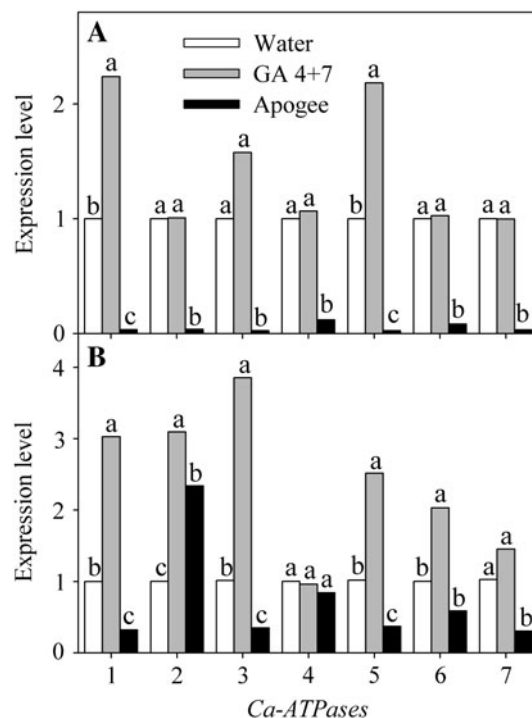 A
Water
GA 4+7
Apogee
Expression level
2
1
0
b a c a a b a a b a a b b a c a a b a a b
B
Expression level
4
3
2
1
0
b a c c a b b a c a a a b a c b a b a a b
1 2 3 4 5 6 7
Ca-ATPases